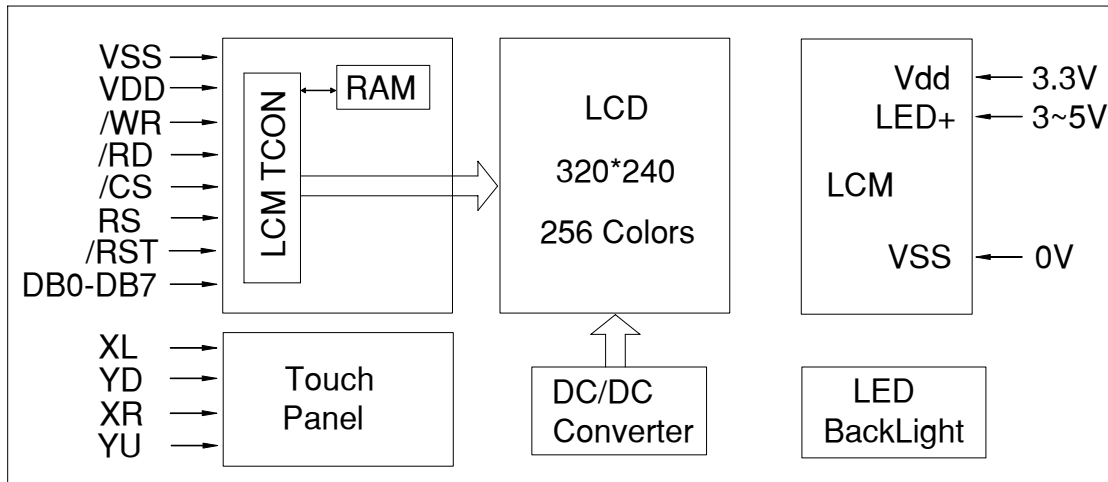 VSS
VDD
/WR
/RD
/CS
RS
/RST
DB0-DB7
LCM TCON
RAM
LCD
320*240
256 Colors
Vdd
3.3V
LED+
3~5V
LCM
VSS
0V
XL
YD
XR
YU
Touch
Panel
DC/DC
Converter
LED
BackLight